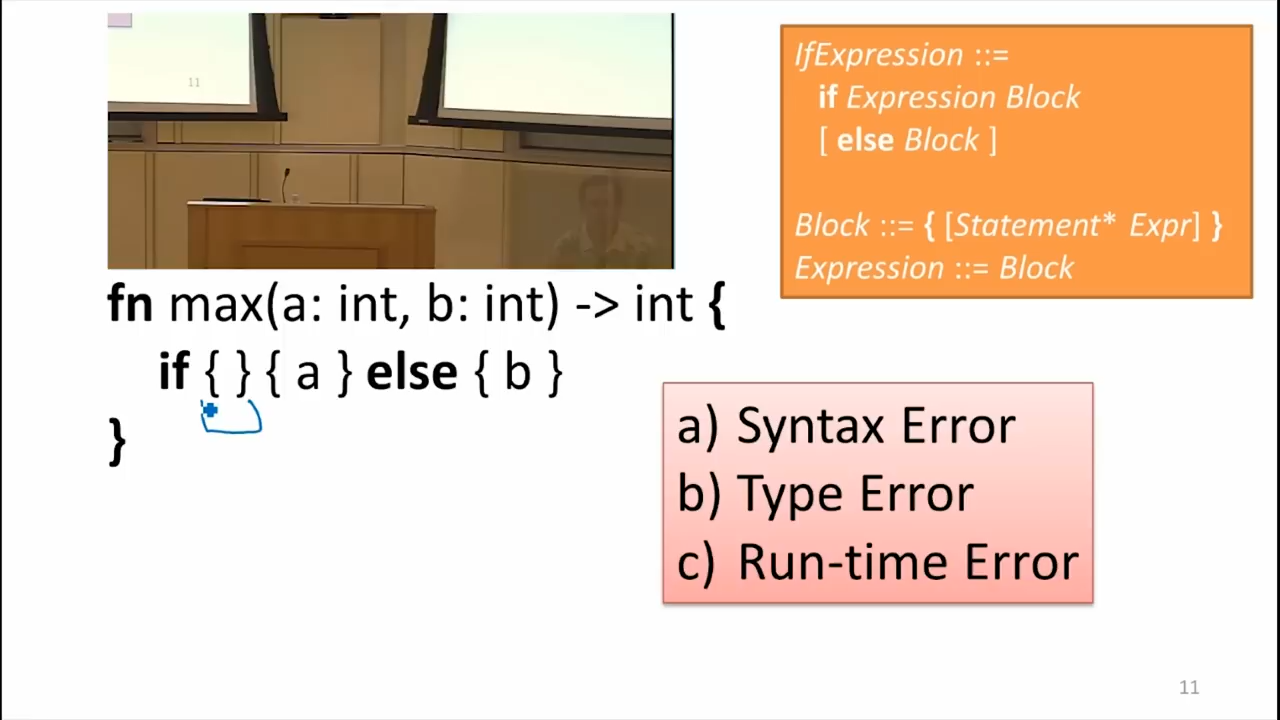 11
IfExpression ::=
if Expression Block
[ else Block ]
Block ::= { [Statement* Expr] }
Expression ::= Block
fn max(a: int, b: int) -> int {
if { } { a } else { b }
}
a) Syntax Error
b) Type Error
c) Run-time Error
11